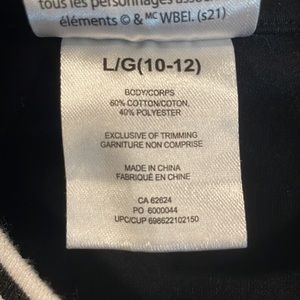 tous les personnages
éléments © & MC WBEI. (s21)
L/G(10-12)
BODY/CORPS
60% COTTON/COTON,
40% POLYESTER
EXCLUSIVE OF TRIMMING
GARNITURE NON COMPRISE
MADE IN CHINA
FABRIQUÉ EN CHINE
CA 62624
PO 6000044
UPC/CUP 698622102150